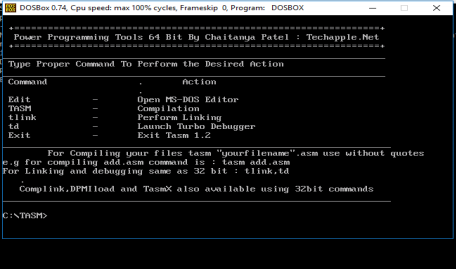 DOSBox 0.74, Cpu speed: max 100% cycles, Frameskip 0, Program: DOSBOX
+===============================================================+
Power Programming Tools 64 Bit By Chaitanya Patel : Techapple.Net
+===============================================================+
Type Proper Command To Perform the Desired Action
Command . Action
.
Edit – Open MS-DOS Editor
TASM – Compilation
tlink – Perform Linking
td – Launch Turbo Debugger
Exit – Exit Tasm 1.2
For Compiling your files tasm "yourfilename".asm use without quotes
e.g for compiling add.asm command is : tasm add.asm
For Linking and debugging same as 32 bit : tlink,td
.
Complink,DPMIload and TasmX also available using 32bit commands
C:\TASM>